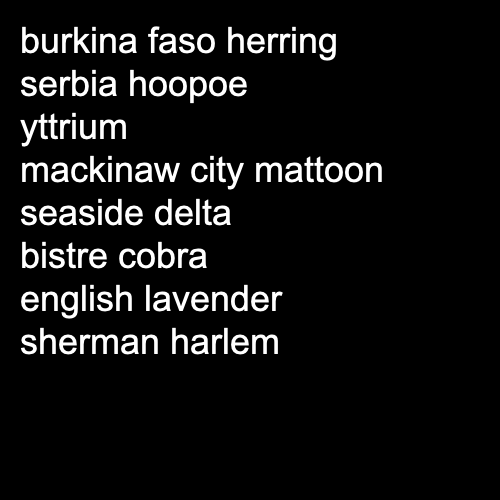 burkina faso herring
serbia hoopoe
yttrium
mackinaw city mattoon
seaside delta
bistre cobra
english lavender
sherman harlem